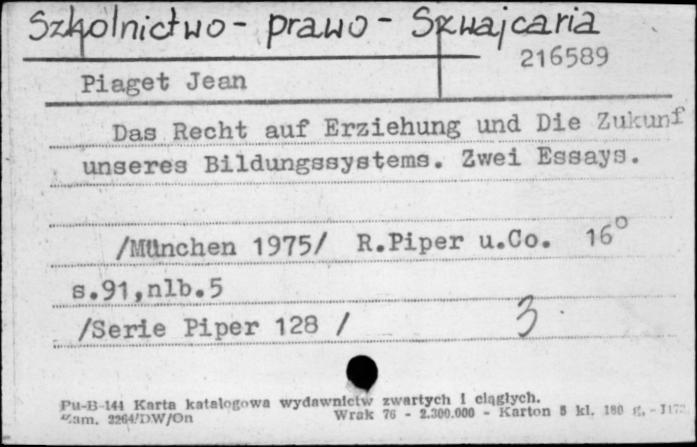 Szkolnictwo - prawo - Szwajcaria
216589
Piaget Jean
Das Recht auf Erziehung und Die Zukunf
unseres Bildungssystems. Zwei Essays.
/München 1975/ R.Piper u.Co. 16°
s.91,nlb.5
/Serie Piper 128 /
3
Pu-B-144 Karta katalogowa wydawnictw zwartych i ciągłych.
Zam. 2264/DW/On Wrak 76 - 2.300.000 - Karton 5 kl. 180 g.